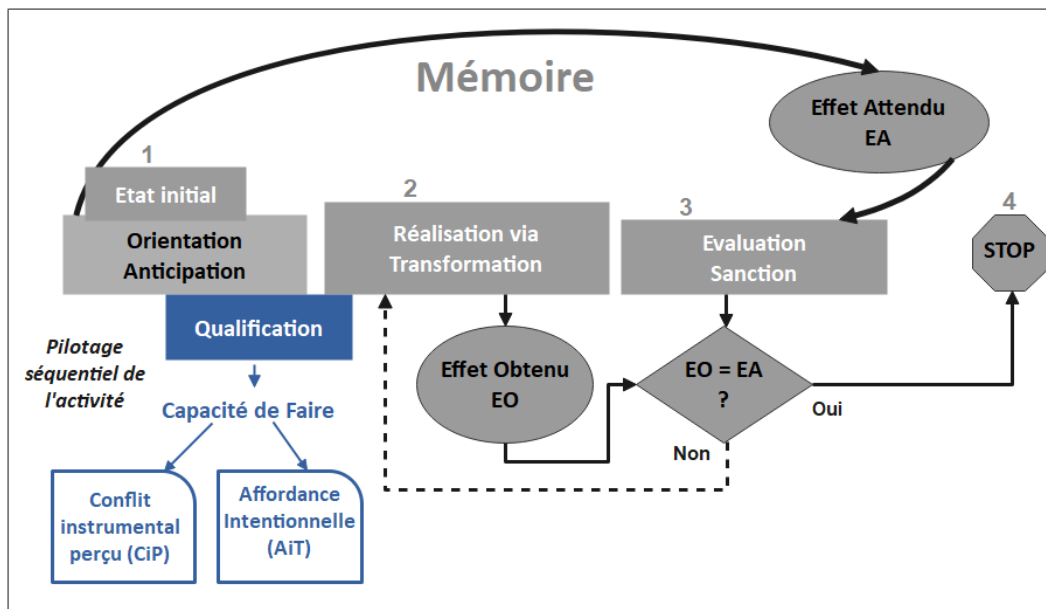 Mémoire
Effet Attendu
EA
1
Etat initial
Orientation
Anticipation
2
Réalisation via
Transformation
3
Evaluation
Sanction
4
STOP
Qualification
Pilotage
séquentiel de
l'activité
Effet Obtenu
EO
EO = EA
?
Oui
Non
Capacité de Faire
Conflit
instrumental
perçu (CiP)
Affordance
Intentionnelle
(AiT)